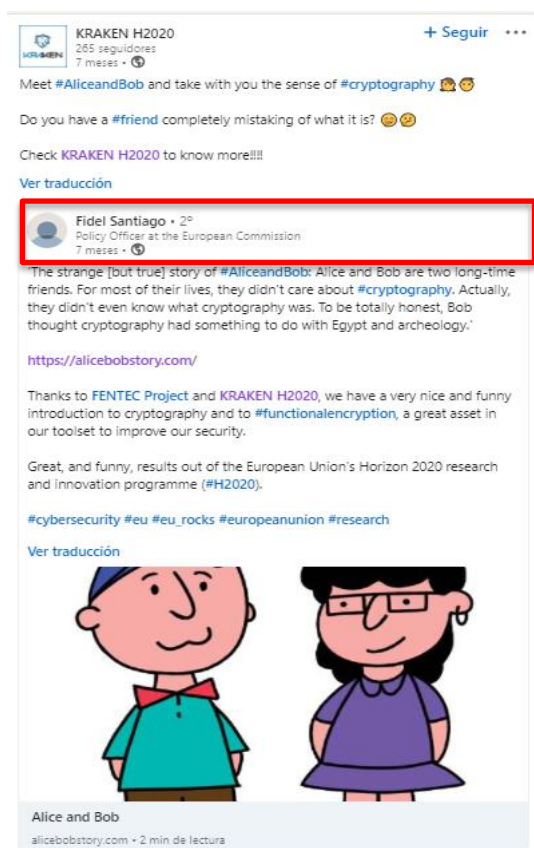 KRAKEN
KRAKEN H2020
+ Seguir ...
265 seguidores
7 meses •
Meet #AliceandBob and take with you the sense of #cryptography
Do you have a #friend completely mistaking of what it is?
Check KRAKEN H2020 to know more!!!!
Ver traducción
Fidel Santiago • 2º
Policy Officer at the European Commission
7 meses •
'The strange [but true] story of #AliceandBob: Alice and Bob are two long-time
friends. For most of their lives, they didn't care about #cryptography. Actually,
they didn't even know what cryptography was. To be totally honest, Bob
thought cryptography had something to do with Egypt and archeology.'
https://alicebobstory.com/
Thanks to FENTEC Project and KRAKEN H2020, we have a very nice and funny
introduction to cryptography and to #functionalencryption, a great asset in
our toolset to improve our security.
Great, and funny, results out of the European Union's Horizon 2020 research
and innovation programme (#H2020).
#cybersecurity #eu #eu_rocks #europeanunion #research
Ver traducción
Alice and Bob
alicebobstory.com • 2 min de lectura